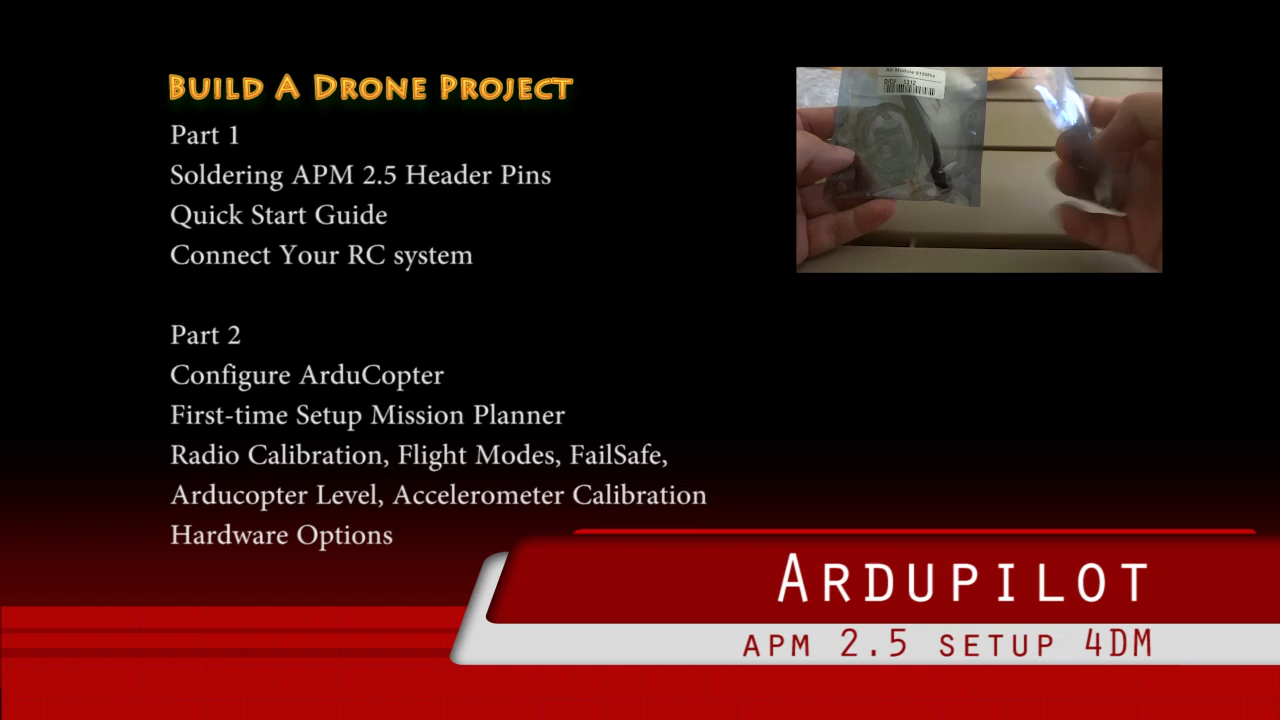 Build A Drone Project
Part 1
Soldering APM 2.5 Header Pins
Quick Start Guide
Connect Your RC system
Part 2
Configure ArduCopter
First-time Setup Mission Planner
Radio Calibration, Flight Modes, FailSafe,
Arducopter Level, Accelerometer Calibration
Hardware Options
Ardupilot
APM 2.5 SETUP 4DM